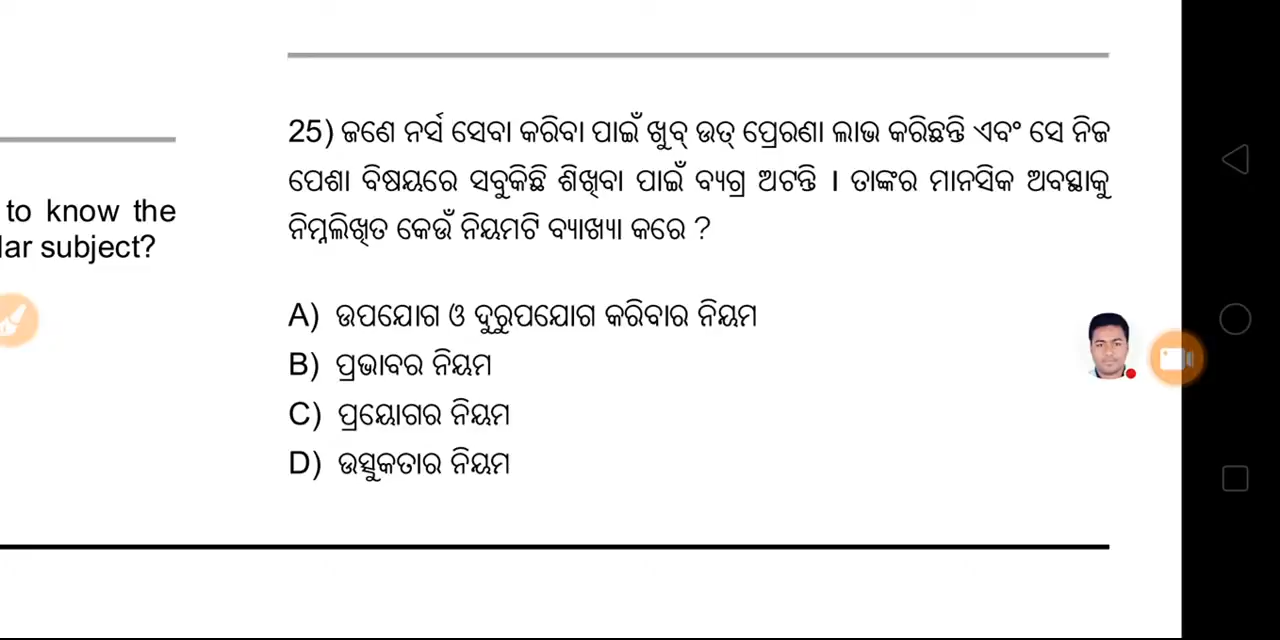 25) ଜଣେ ନର୍ସ ସେବା କରିବା ପାଇଁ ଖୁବ୍ ଉତ୍ ପ୍ରେରଣା ଲାଭ କରିଛନ୍ତି ଏବଂ ସେ ନିଜ
ପେଶା ବିଷୟରେ ସବୁକିଛି ଶିଖିବା ପାଇଁ ବ୍ୟଗ୍ର ଅଟନ୍ତି । ତାଙ୍କର ମାନସିକ ଅବସ୍ଥାକୁ
ନିମ୍ନଲିଖିତ କେଉଁ ନିୟମଟି ବ୍ୟାଖ୍ୟା କରେ ?
to know the
lar subject?
A) ଉପଯୋଗ ଓ ଦୁରୁପଯୋଗ କରିବାର ନିୟମ
B) ପ୍ରଭାବର ନିୟମ
C) ପ୍ରୟୋଗର ନିୟମ
D) ଉତ୍ସୁକତାର ନିୟମ